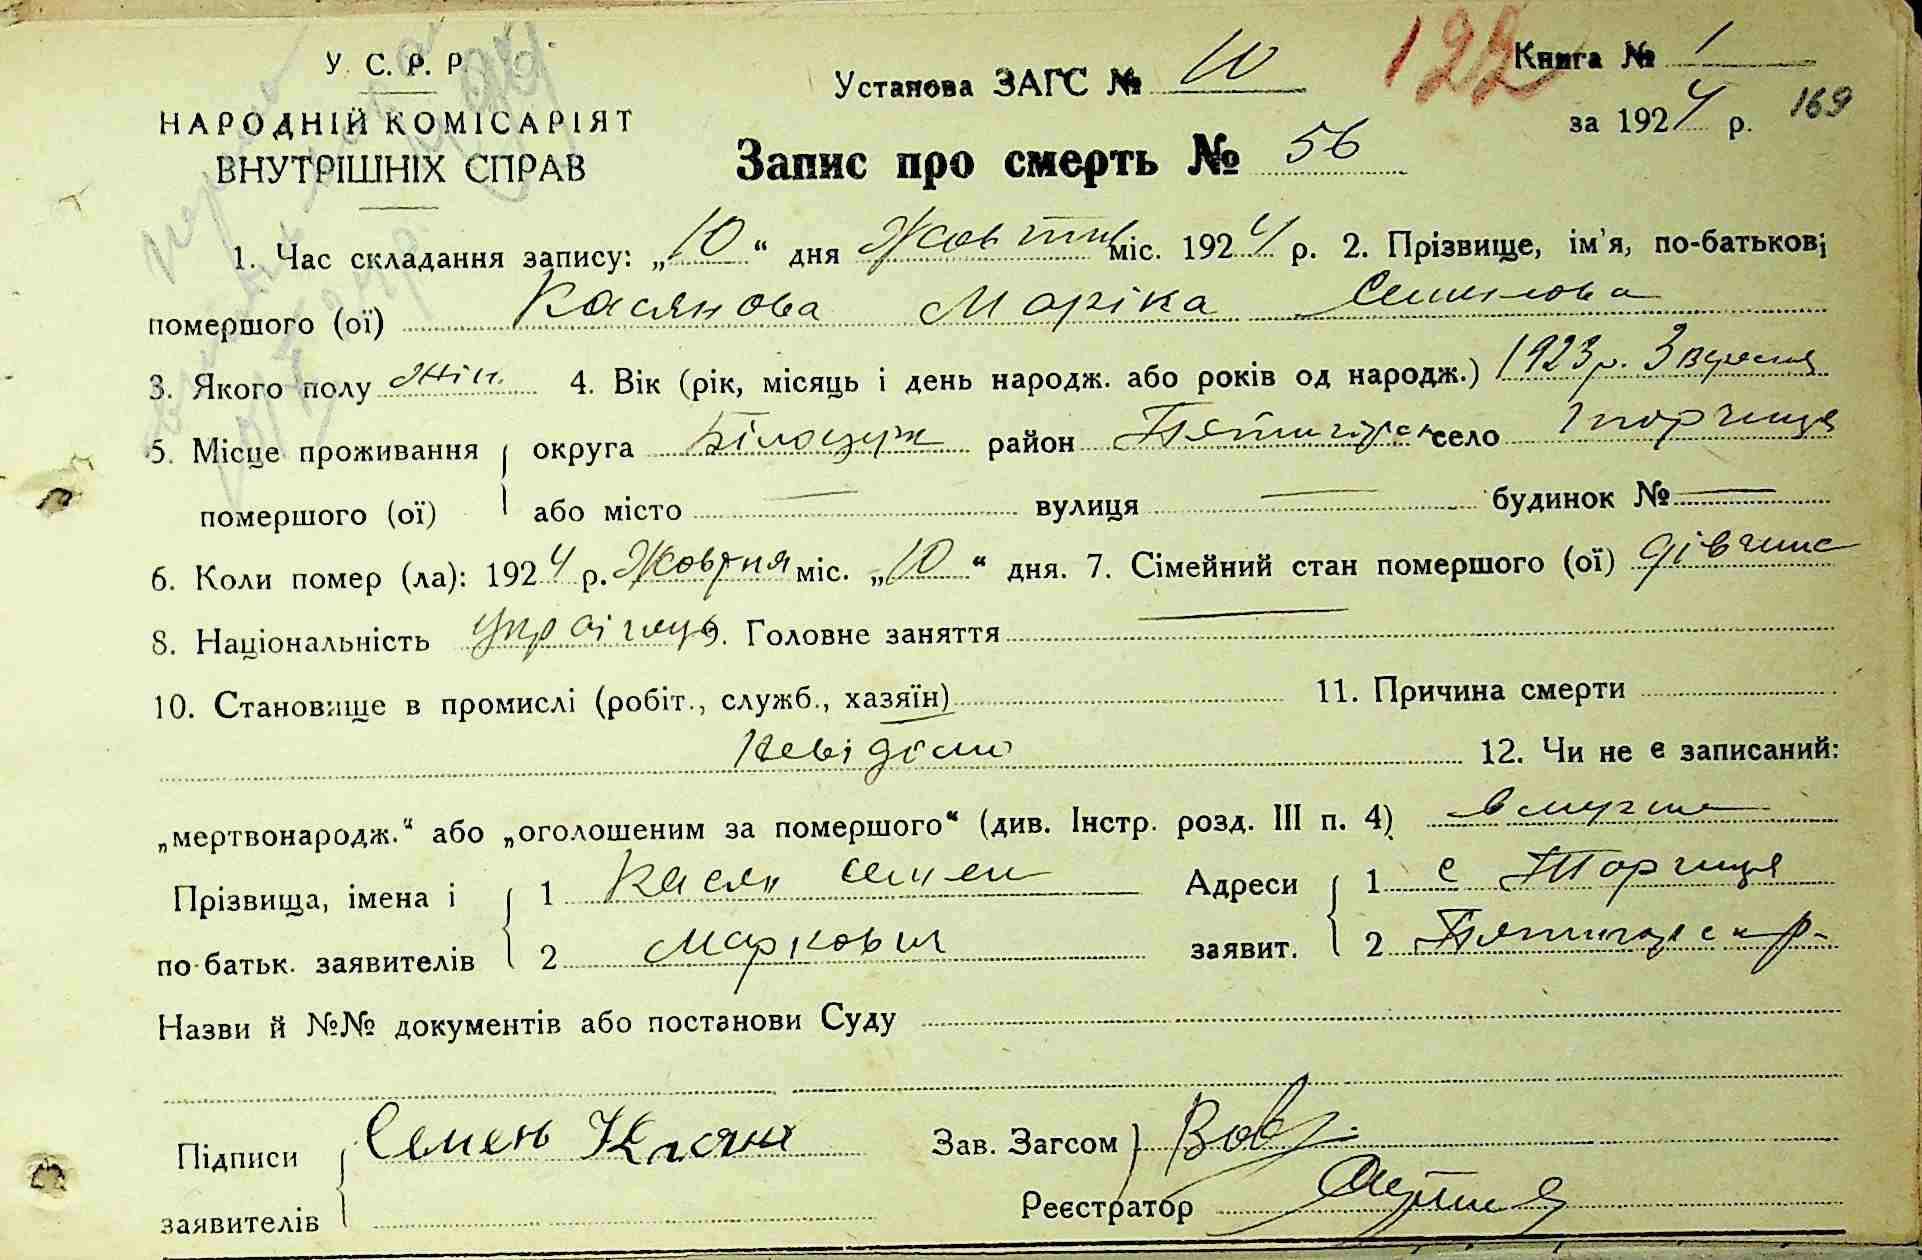 У. С. Р. Р.
НАРОДНІЙ КОМІСАРІЯТ
ВНУТРІШНІХ СПРАВ
Установа ЗАГС № 10
122
Книга № 1
за 1924 р. 169
Запис про смерть № 56
1. Час складання запису: „10“ дня Жовтня міс. 1924 р. 2. Прізвище, ім'я, по-батькові
помершого (ої) Касянова Маріка Семенова
3. Якого полу жін. 4. Вік (рік, місяць і день народж. або років од народж.) 1923 р. 3 вересня
5. Місце проживання округа Білоцерк район Пятигорськ село Торчиця
помершого (ої) або місто — вулиця — будинок № —
6. Коли помер (ла): 1924 р. Жовтня міс. „10“ дня. 7. Сімейний стан помершого (ої) дівчина
8. Національність 9. Головне заняття —
10. Становище в промислі (робіт., служб., хазяїн) 11. Причина смерти
невідомо 12. Чи не є записаний:
„мертвонародж.“ або „оголошеним за помершого“ (див. Інстр. розд. III п. 4) вмерша
Прізвища, імена і 1 Касян Семен Адреси 1 с Торчиця
по-батьк. заявителів 2 Маркович заявит. 2 Пятигорск р-
Назви й №№ документів або постанови Суду
Підписи Семень Касян Зав. Загсом
заявителів Реєстратор